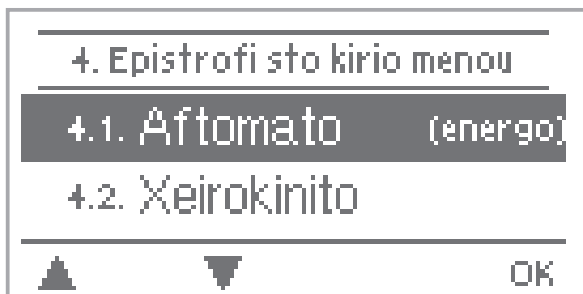 4. Epistrofi sto kirio menou
4.1. Aftomato (energo)
4.2. Xeirokinito
▲ ▼ OK